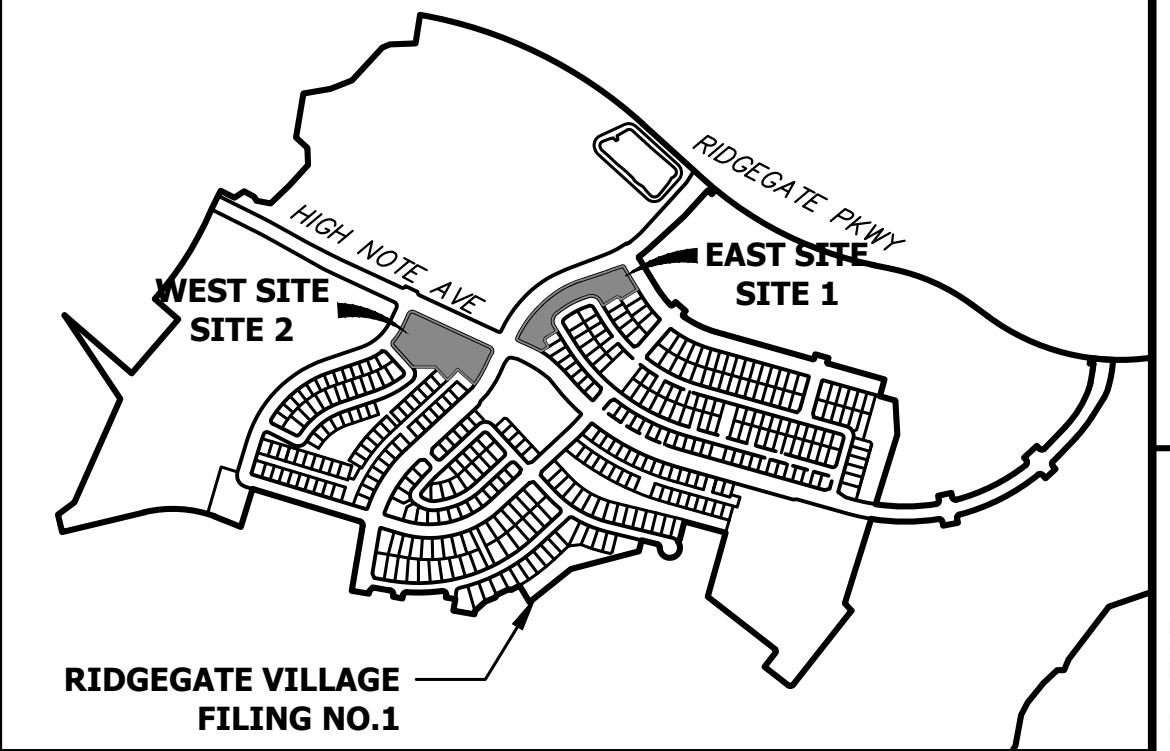 RIDGEGATE PKWY
HIGH NOTE AVE
EAST SITE
SITE 1
WEST SITE
SITE 2
RIDGEGATE VILLAGE
FILING NO.1